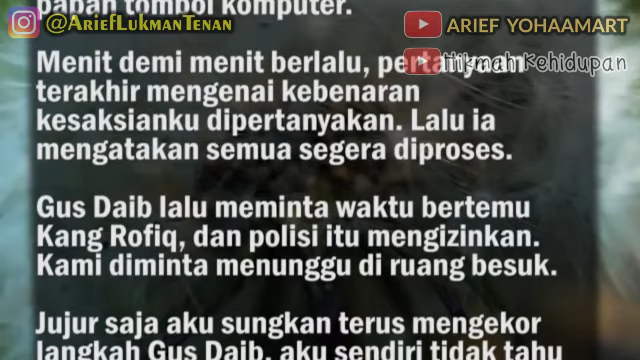 papan tombol komputer.
@AriefLukmanTenan
ARIEF YOHAAMART
Hikmah Kehidupan
Menit demi menit berlalu, pertanyaan
terakhir mengenai kebenaran
kesaksianku dipertanyakan. Lalu ia
mengatakan semua segera diproses.
Gus Daib lalu meminta waktu bertemu
Kang Rofiq, dan polisi itu mengizinkan.
Kami diminta menunggu di ruang besuk.
Jujur saja aku sungkan terus mengekor
langkah Gus Daib, aku sendiri tidak tahu